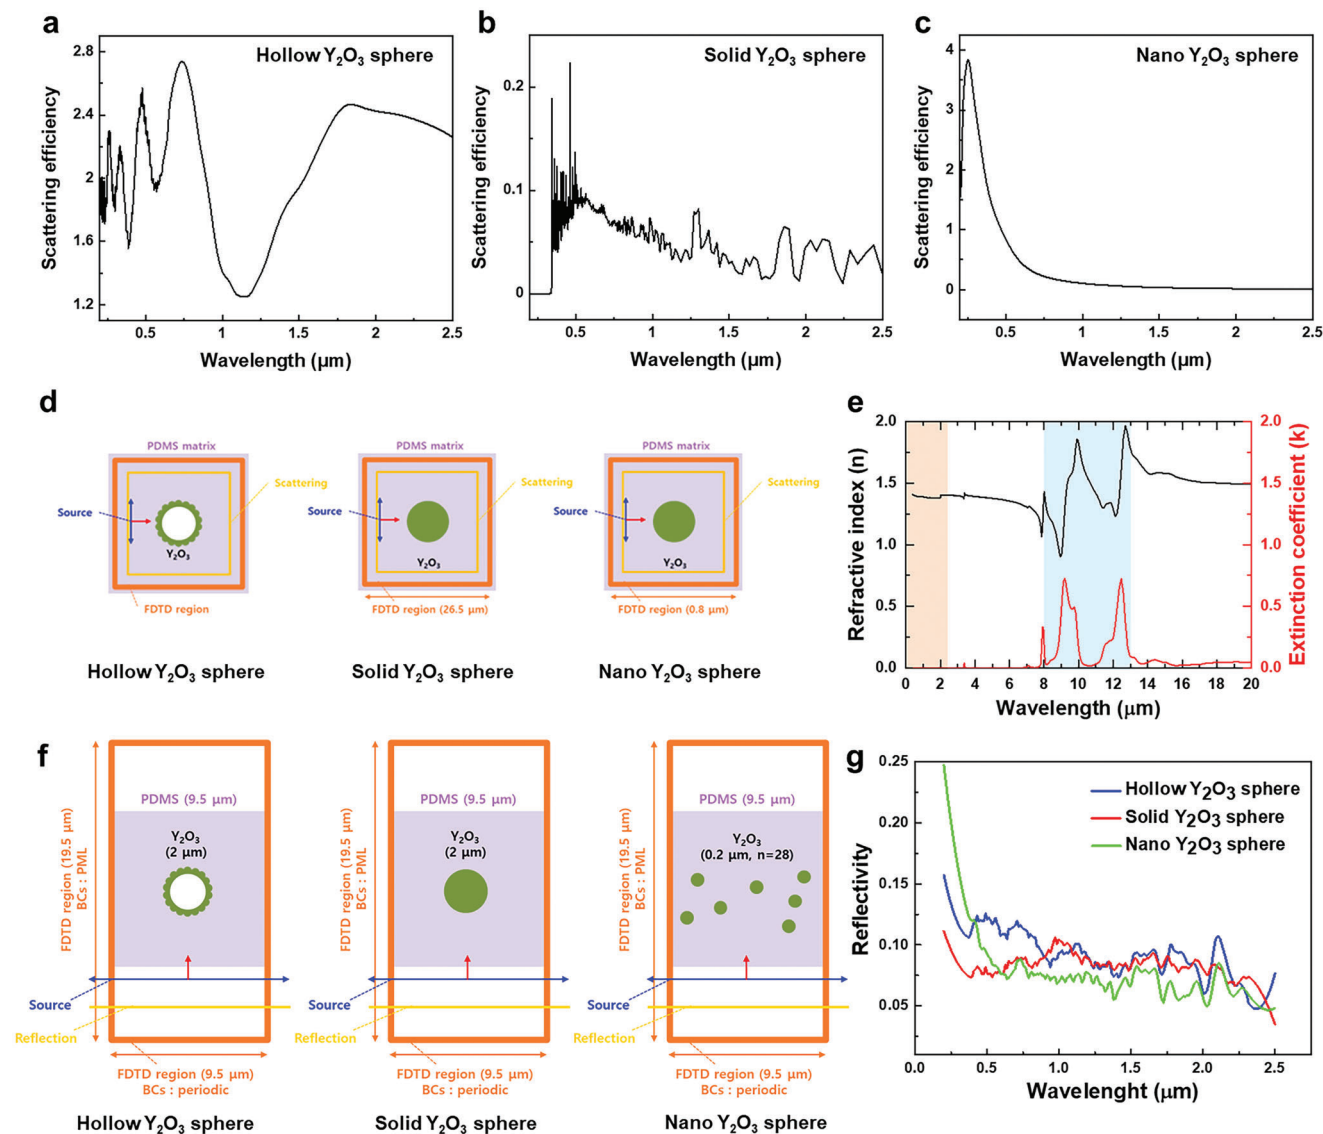 a
Hollow Y2O3 sphere
Scattering efficiency
2.8
2.4
2
1.6
1.2
0.5
1
1.5
2
2.5
Wavelength (μm)
b
Solid Y2O3 sphere
Scattering efficiency
0.2
0.1
0
0.5
1
1.5
2
2.5
Wavelength (μm)
c
Nano Y2O3 sphere
Scattering efficiency
4
3
2
1
0
0.5
1
1.5
2
2.5
Wavelength (μm)
d
PDMS matrix
Scattering
Source
Y2O3
FDTD region
Hollow Y2O3 sphere
PDMS matrix
Scattering
Source
Y2O3
FDTD region (26.5 μm)
Solid Y2O3 sphere
PDMS matrix
Scattering
Source
Y2O3
FDTD region (0.8 μm)
Nano Y2O3 sphere
e
Refractive index (n)
2.0
1.5
1.0
0.5
0.0
2.0
1.5
1.0
0.5
0.0
Extinction coefficient (k)
0 2 4 6 8 10 12 14 16 18 20
Wavelength (μm)
f
FDTD region (19.5 μm)
BCs : PML
PDMS (9.5 μm)
Y2O3
(2 μm)
Source
Reflection
FDTD region (9.5 μm)
BCs : periodic
Hollow Y2O3 sphere
FDTD region (19.5 μm)
BCs : PML
PDMS (9.5 μm)
Y2O3
(2 μm)
Source
Reflection
FDTD region (9.5 μm)
BCs : periodic
Solid Y2O3 sphere
FDTD region (19.5 μm)
BCs : PML
PDMS (9.5 μm)
Y2O3
(0.2 μm, n=28)
Source
Reflection
FDTD region (9.5 μm)
BCs : periodic
Nano Y2O3 sphere
g
Reflectivity
0.25
0.20
0.15
0.10
0.05
Hollow Y2O3 sphere
Solid Y2O3 sphere
Nano Y2O3 sphere
0.0 0.5 1.0 1.5 2.0 2.5
Wavelenght (μm)